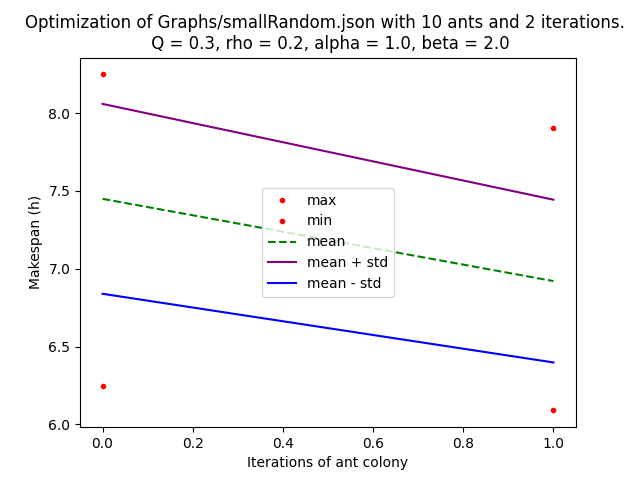 Optimization of Graphs/smallRandom.json with 10 ants and 2 iterations.
Q = 0.3, rho = 0.2, alpha = 1.0, beta = 2.0
8.0
7.5
7.0
6.5
6.0
Makespan (h)
max
min
mean
mean + std
mean - std
0.0 0.2 0.4 0.6 0.8 1.0
Iterations of ant colony